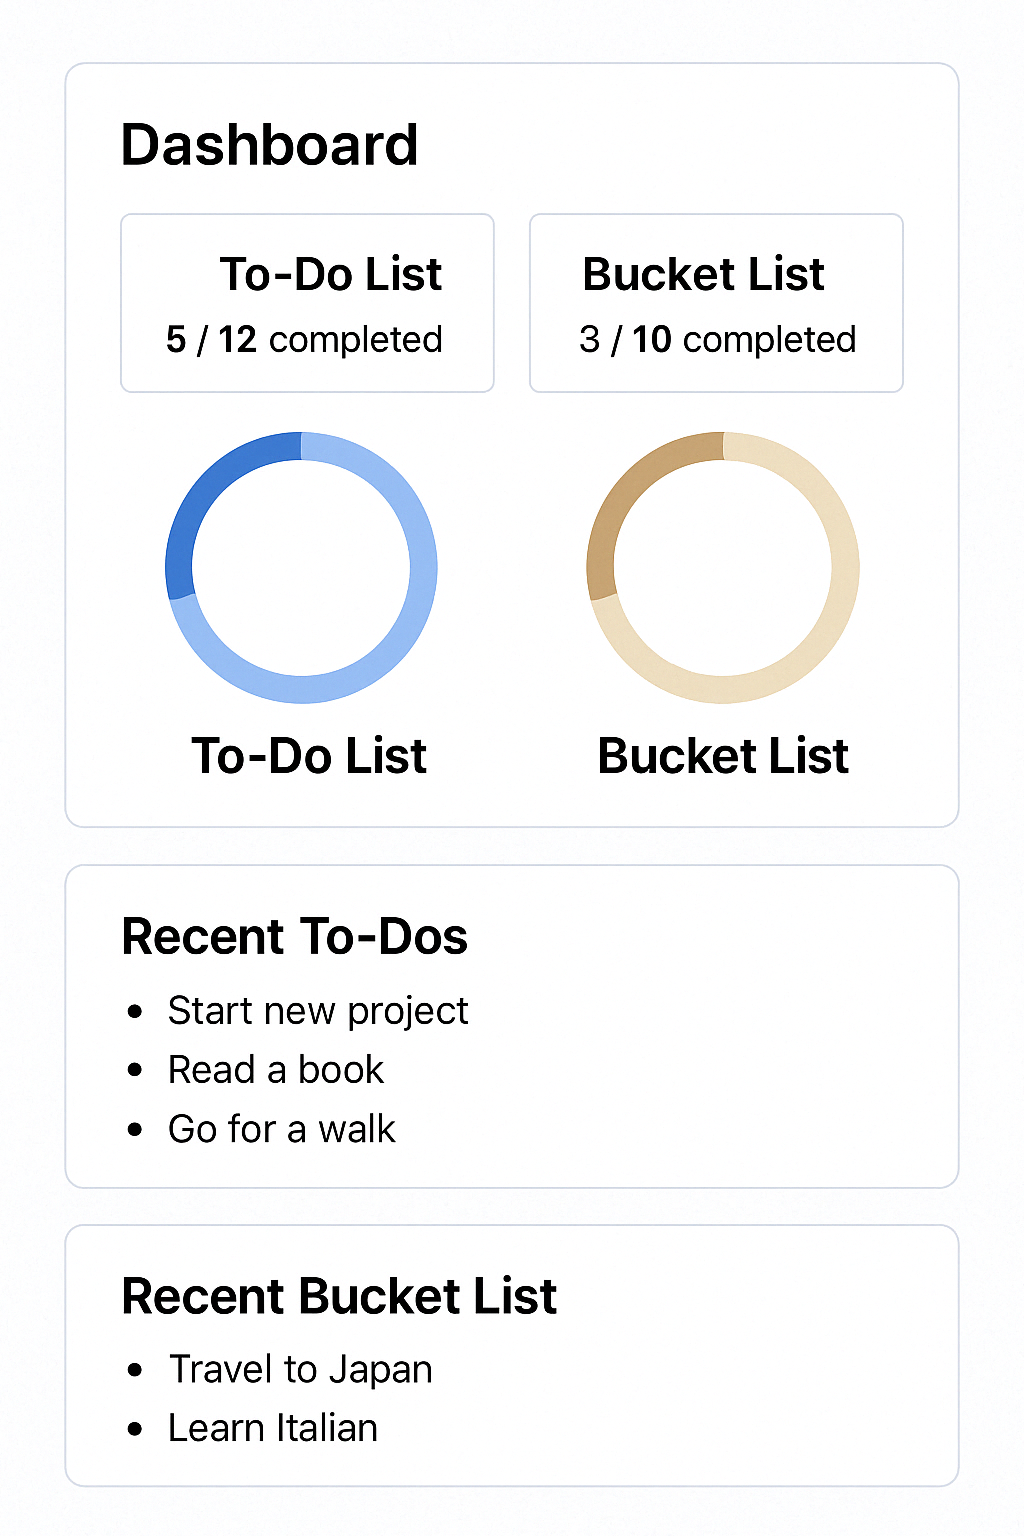 Dashboard
To-Do List
5 / 12 completed
Bucket List
3 / 10 completed
To-Do List
Bucket List
Recent To-Dos
• Start new project
• Read a book
• Go for a walk
Recent Bucket List
• Travel to Japan
• Learn Italian